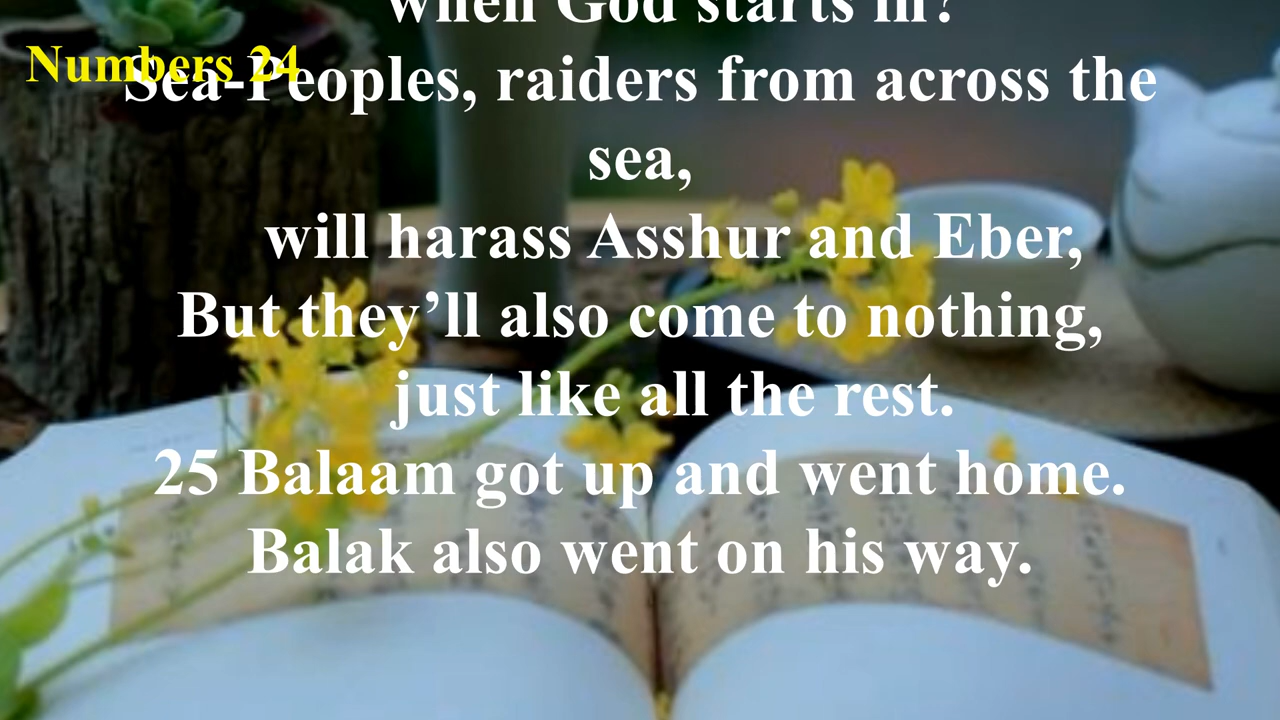 when God starts in?
Numbers 24
Sea-Peoples, raiders from across the
sea,
will harass Asshur and Eber,
But they’ll also come to nothing,
just like all the rest.
25 Balaam got up and went home.
Balak also went on his way.